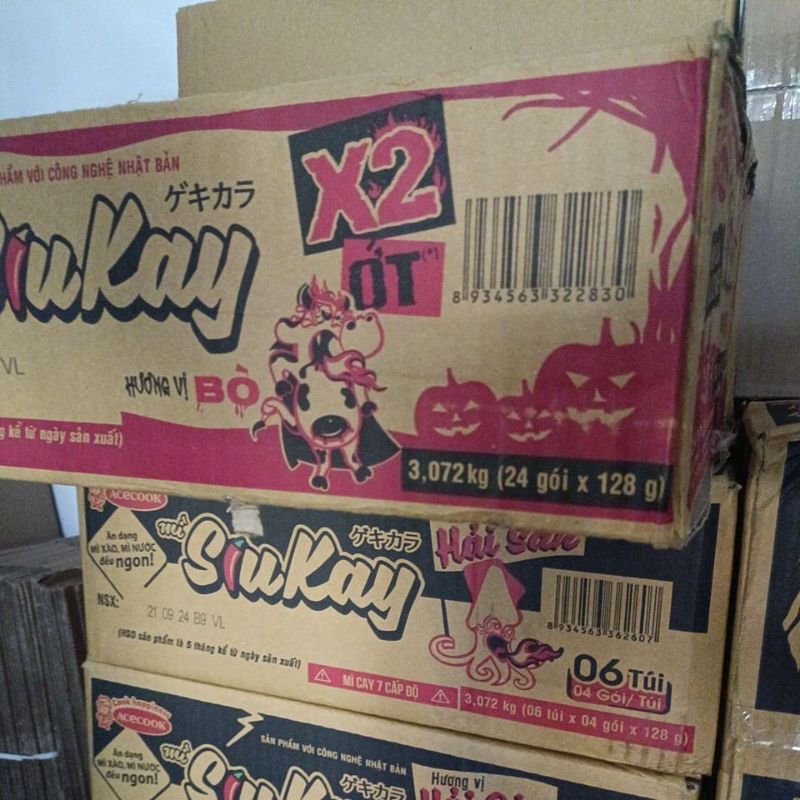 PHẨM VỚI CÔNG NGHỆ NHẬT BẢN
ゲキカラ
SiuKay
X2
ỚT(*)
8 934563 322830
VL
HƯƠNG VỊ BÒ
kể từ ngày sản xuất)
3,072kg (24 gói x 128 g)
ACECOOK
Ăn dạng
MÌ XÀO, MÌ NƯỚC
đều ngon!
mì SiuKay
ゲキカラ
Hải sản
NSX:
21 09 24 B9 VL
(HSD sản phẩm là 5 tháng kể từ ngày sản xuất)
8 934563 362607
06 Túi
04 Gói/ Túi
MÌ CAY 7 CẤP ĐỘ
3,072 kg (06 túi x 04 gói x 128 g)
Cook happiness
ACECOOK
Ăn dạng
MÌ XÀO, MÌ NƯỚC
đều ngon!
SẢN PHẨM VỚI CÔNG NGHỆ NHẬT BẢN
mì SiuKay
ゲキカラ
Hương vị
Hải sản